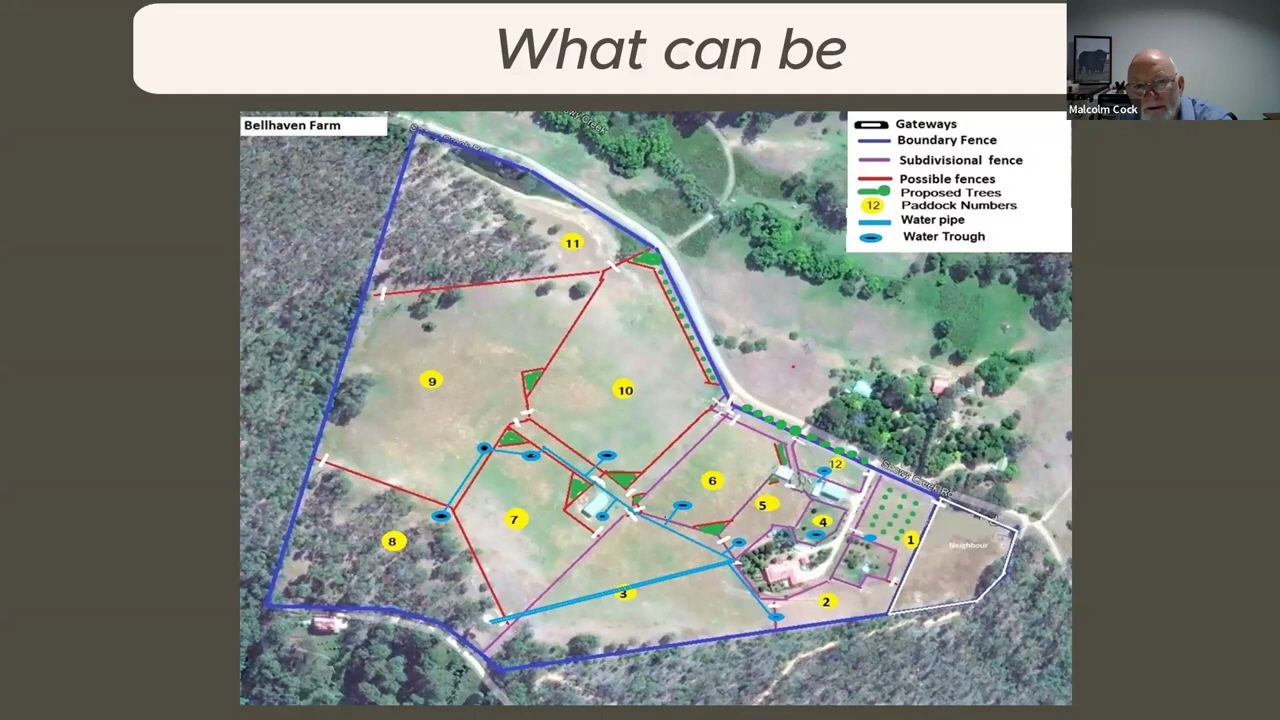 What can be
Malcolm Cock
Bellhaven Farm
Gateways
Boundary Fence
Subdivisional fence
Possible fences
Proposed Trees
12 Paddock Numbers
Water pipe
Water Trough
11
9
10
6
12
5
7
4
8
1
Neighbour
3
2